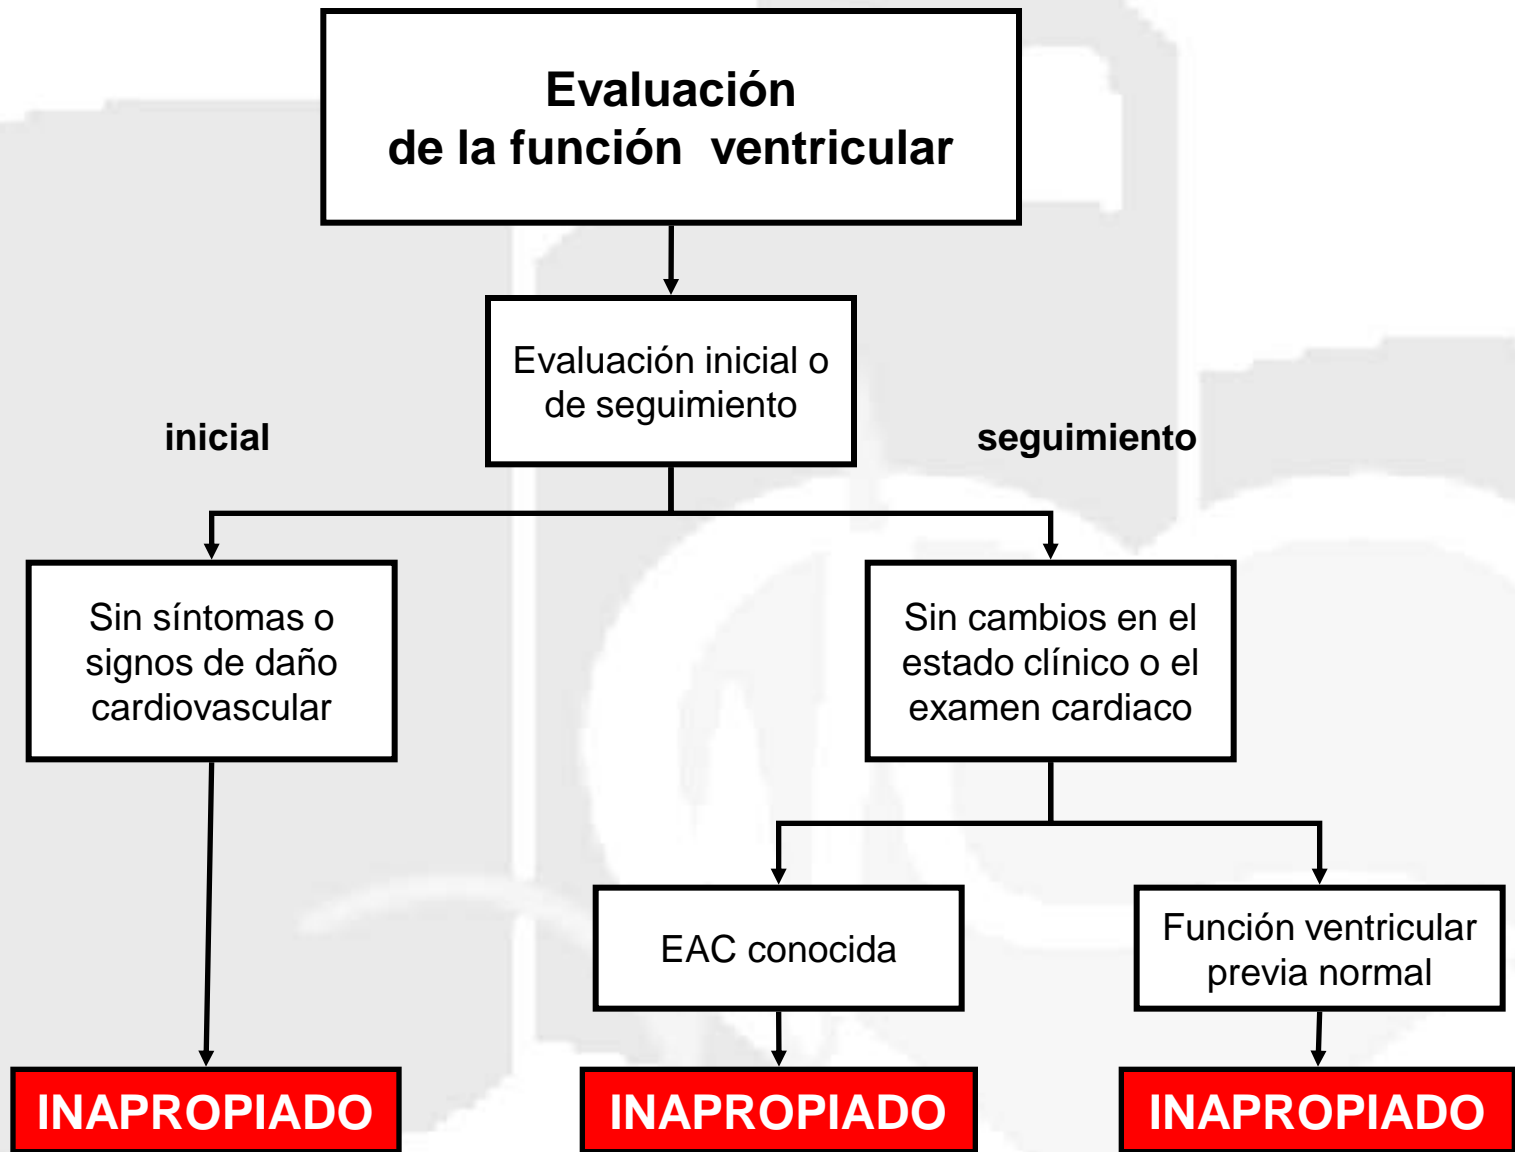 Evaluación
de la función ventricular
Evaluación inicial o
de seguimiento
inicial
seguimiento
Sin síntomas o
signos de daño
cardiovascular
Sin cambios en el
estado clínico o el
examen cardiaco
EAC conocida
Función ventricular
previa normal
INAPROPIADO
INAPROPIADO
INAPROPIADO